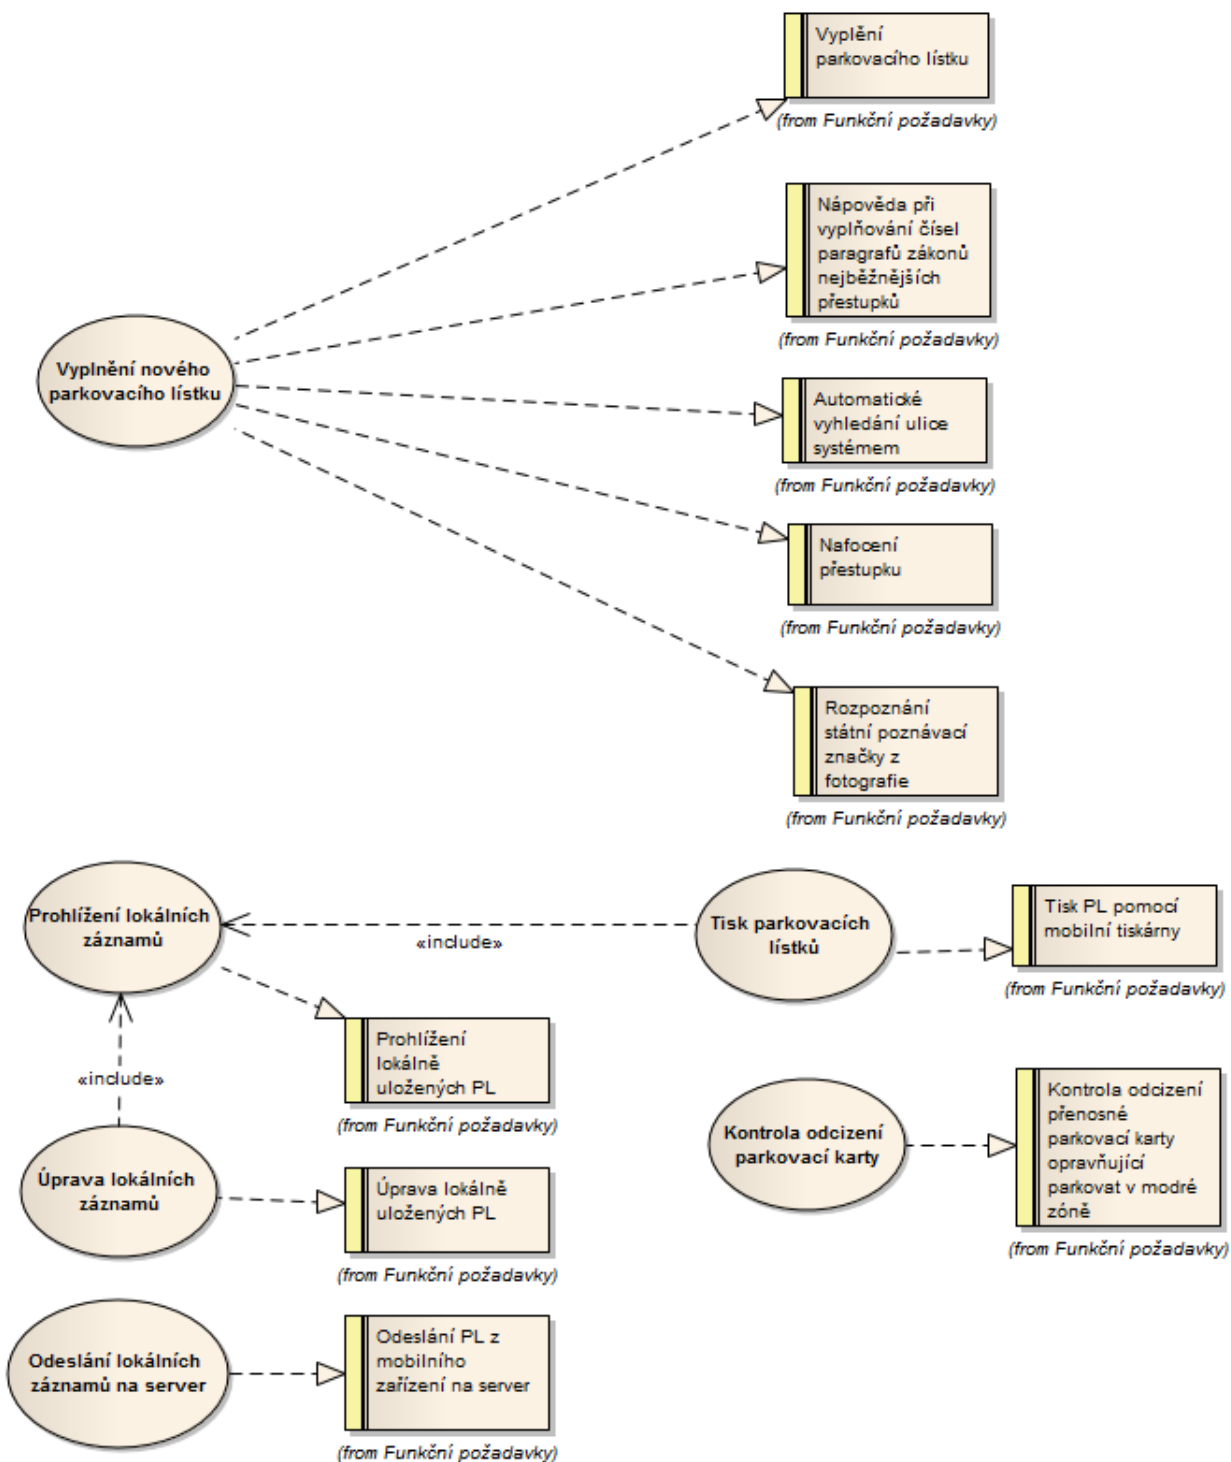 Vyplění
parkovacího lístku
(from Funkční požadavky)
Nápověda při
vyplňování čísel
paragrafů zákonů
nejběžnějších
přestupků
(from Funkční požadavky)
Vyplnění nového
parkovacího lístku
Automatické
vyhledání ulice
systémem
(from Funkční požadavky)
Nafocení
přestupku
(from Funkční požadavky)
Rozpoznání
státní poznávací
značky z
fotografie
(from Funkční požadavky)
Prohlížení lokálních
záznamů
«include»
Tisk parkovacích
lístků
Tisk PL pomocí
mobilní tiskárny
(from Funkční požadavky)
Prohlížení
lokálně
uložených PL
(from Funkční požadavky)
«include»
Kontrola odcizení
parkovací karty
Kontrola odcizení
přenosné
parkovací karty
opravňující
parkovat v modré
zóně
(from Funkční požadavky)
Úprava lokálních
záznamů
Úprava lokálně
uložených PL
(from Funkční požadavky)
Odeslání lokálních
záznamů na server
Odeslání PL z
mobilního
zařízení na server
(from Funkční požadavky)